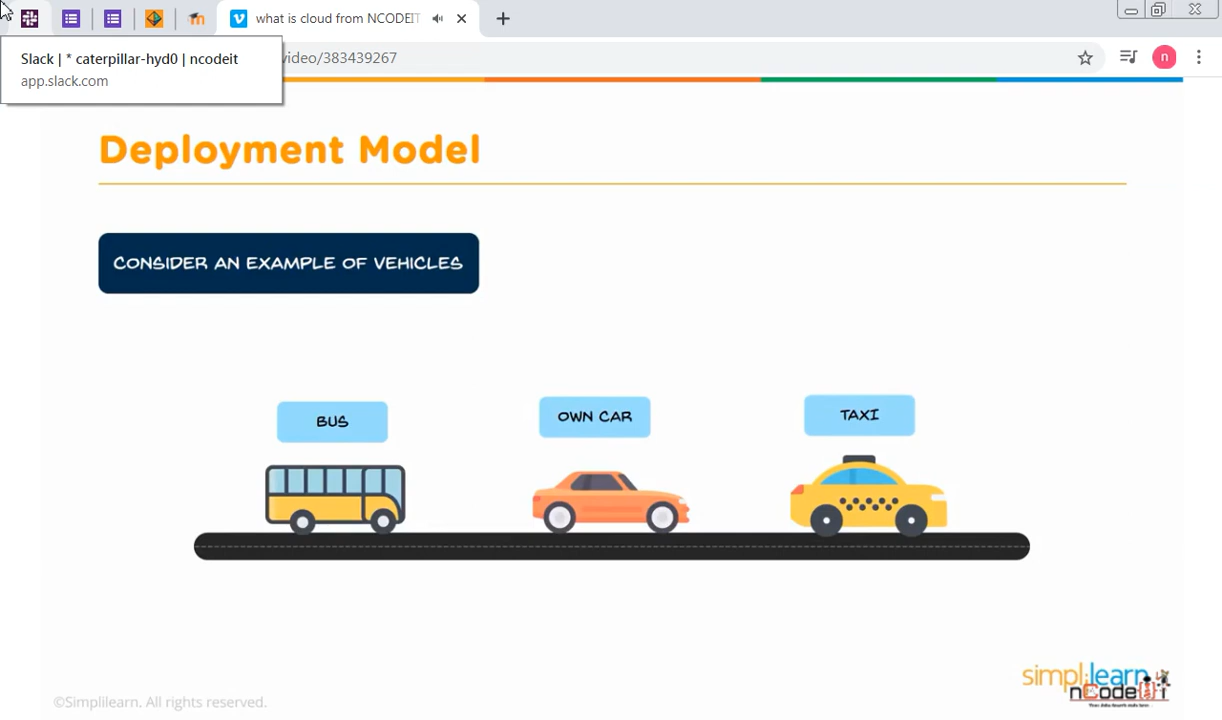 what is cloud from NCODEIT
Slack | * caterpillar-hyd0 | ncodeit
app.slack.com
video/383439267
n
Deployment Model
CONSIDER AN EXAMPLE OF VEHICLES
BUS
OWN CAR
TAXI
simplilearn
©Simplilearn. All rights reserved.